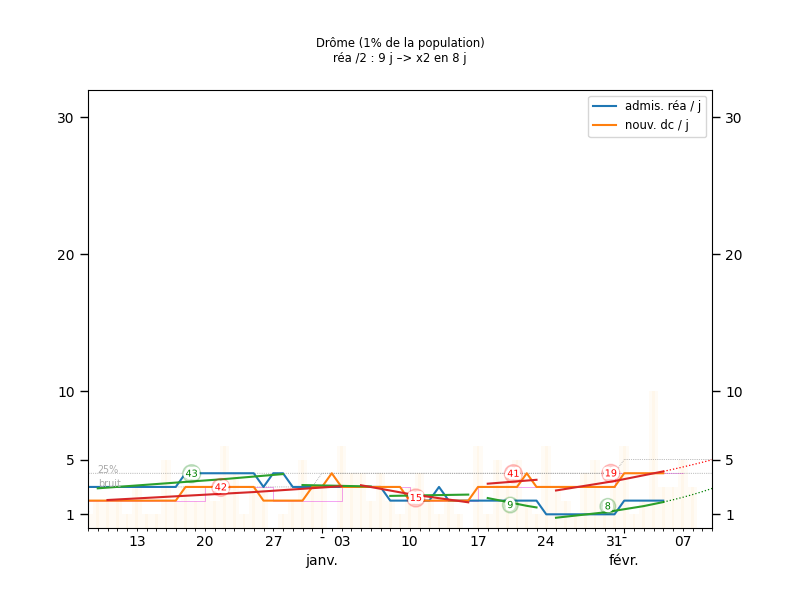 Drôme (1% de la population)
réa /2 : 9 j –> x2 en 8 j
admis. réa / j
nouv. dc / j
30 30
20 20
10 10
5 5
1 1
25%
bruit
43
42
15
41
9
19
8
13 20 27 - 03 10 17 24 31 - 07
janv. févr.